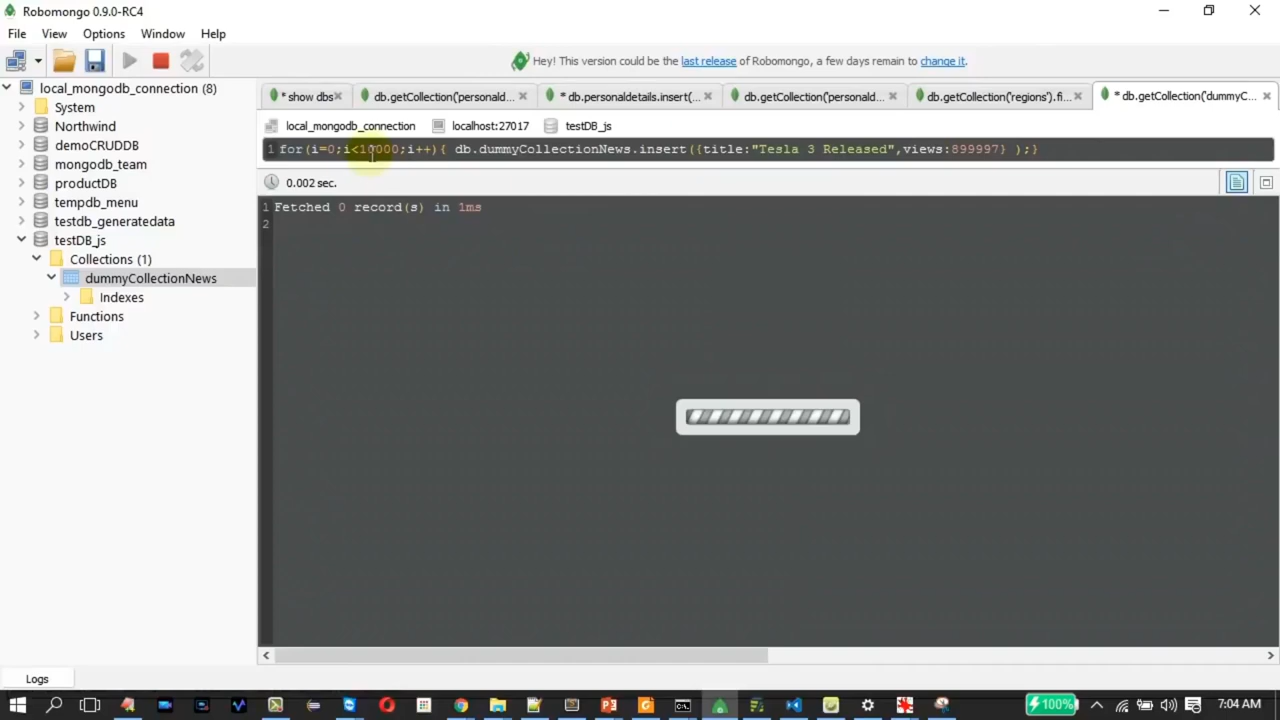 Robomongo 0.9.0-RC4
File View Options Window Help
Hey! This version could be the last release of Robomongo, a few days remain to change it.
local_mongodb_connection (8)
System
Northwind
demoCRUDDB
mongodb_team
productDB
tempdb_menu
testdb_generatedata
testDB_js
Collections (1)
dummyCollectionNews
Indexes
Functions
Users
* show dbs db.getCollection('personald... * db.personaldetails.insert(... db.getCollection('personald... db.getCollection('regions').fi... * db.getCollection('dummyC...
local_mongodb_connection localhost:27017 testDB_js
1 for(i=0;i<10000;i++){ db.dummyCollectionNews.insert({title:"Tesla 3 Released",views:899997} );}
0.002 sec.
1 Fetched 0 record(s) in 1ms
2
Logs
100% 7:04 AM